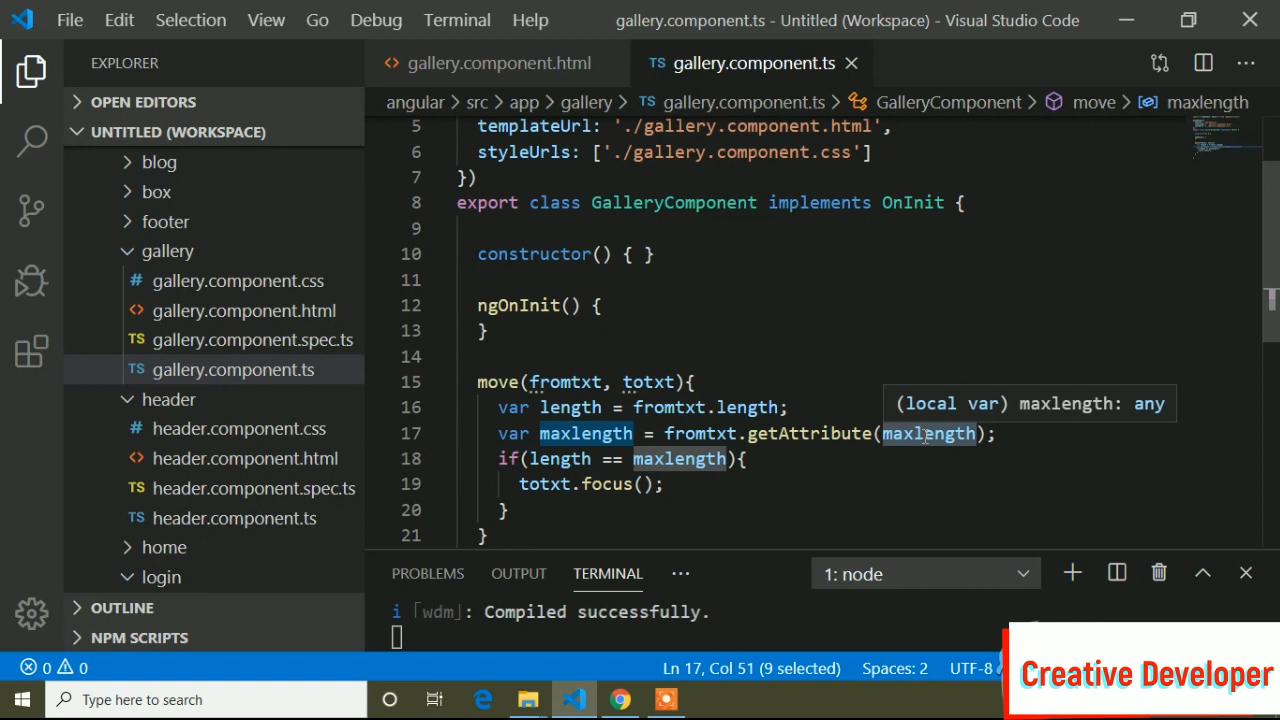 File Edit Selection View Go Debug Terminal Help gallery.component.ts - Untitled (Workspace) - Visual Studio Code
EXPLORER
OPEN EDITORS
UNTITLED (WORKSPACE)
blog
box
footer
gallery
# gallery.component.css
<> gallery.component.html
TS gallery.component.spec.ts
TS gallery.component.ts
header
# header.component.css
<> header.component.html
TS header.component.spec.ts
TS header.component.ts
home
login
OUTLINE
NPM SCRIPTS
<> gallery.component.html TS gallery.component.ts
angular > src > app > gallery > TS gallery.component.ts > GalleryComponent > move > maxlength
5 templateUrl: './gallery.component.html',
6 styleUrls: ['./gallery.component.css']
7 })
8 export class GalleryComponent implements OnInit {
9
10 constructor() { }
11
12 ngOnInit() {
13 }
14
15 move(fromtxt, totxt){
(local var) maxlength: any
16 var length = fromtxt.length;
17 var maxlength = fromtxt.getAttribute(maxlength);
18 if(length == maxlength){
19 totxt.focus();
20 }
21 }
PROBLEMS OUTPUT TERMINAL ... 1: node
i ｢wdm｣: Compiled successfully.
0 0 Ln 17, Col 51 (9 selected) Spaces: 2 UTF-8
Creative Developer
Type here to search